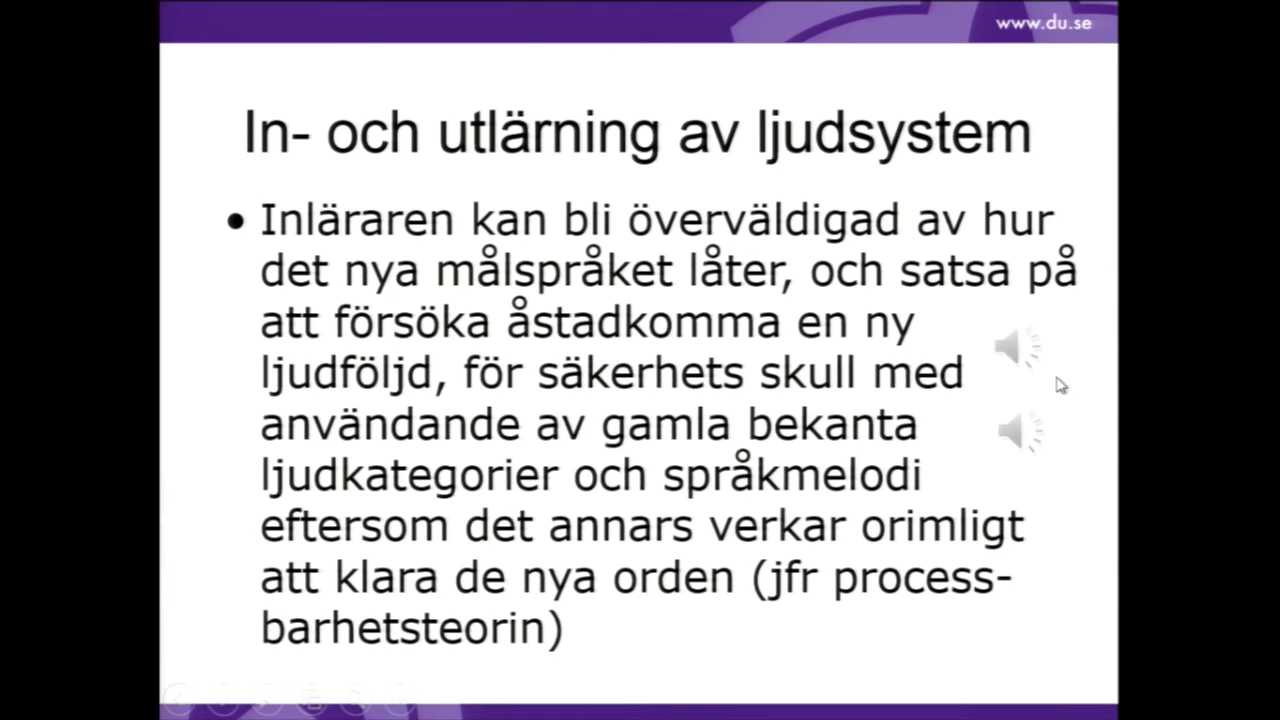 www.du.se
In- och utlärning av ljudsystem
• Inläraren kan bli överväldigad av hur
det nya målspråket låter, och satsa på
att försöka åstadkomma en ny
ljudföljd, för säkerhets skull med
användande av gamla bekanta
ljudkategorier och språkmelodi
eftersom det annars verkar orimligt
att klara de nya orden (jfr process-
barhetsteorin)